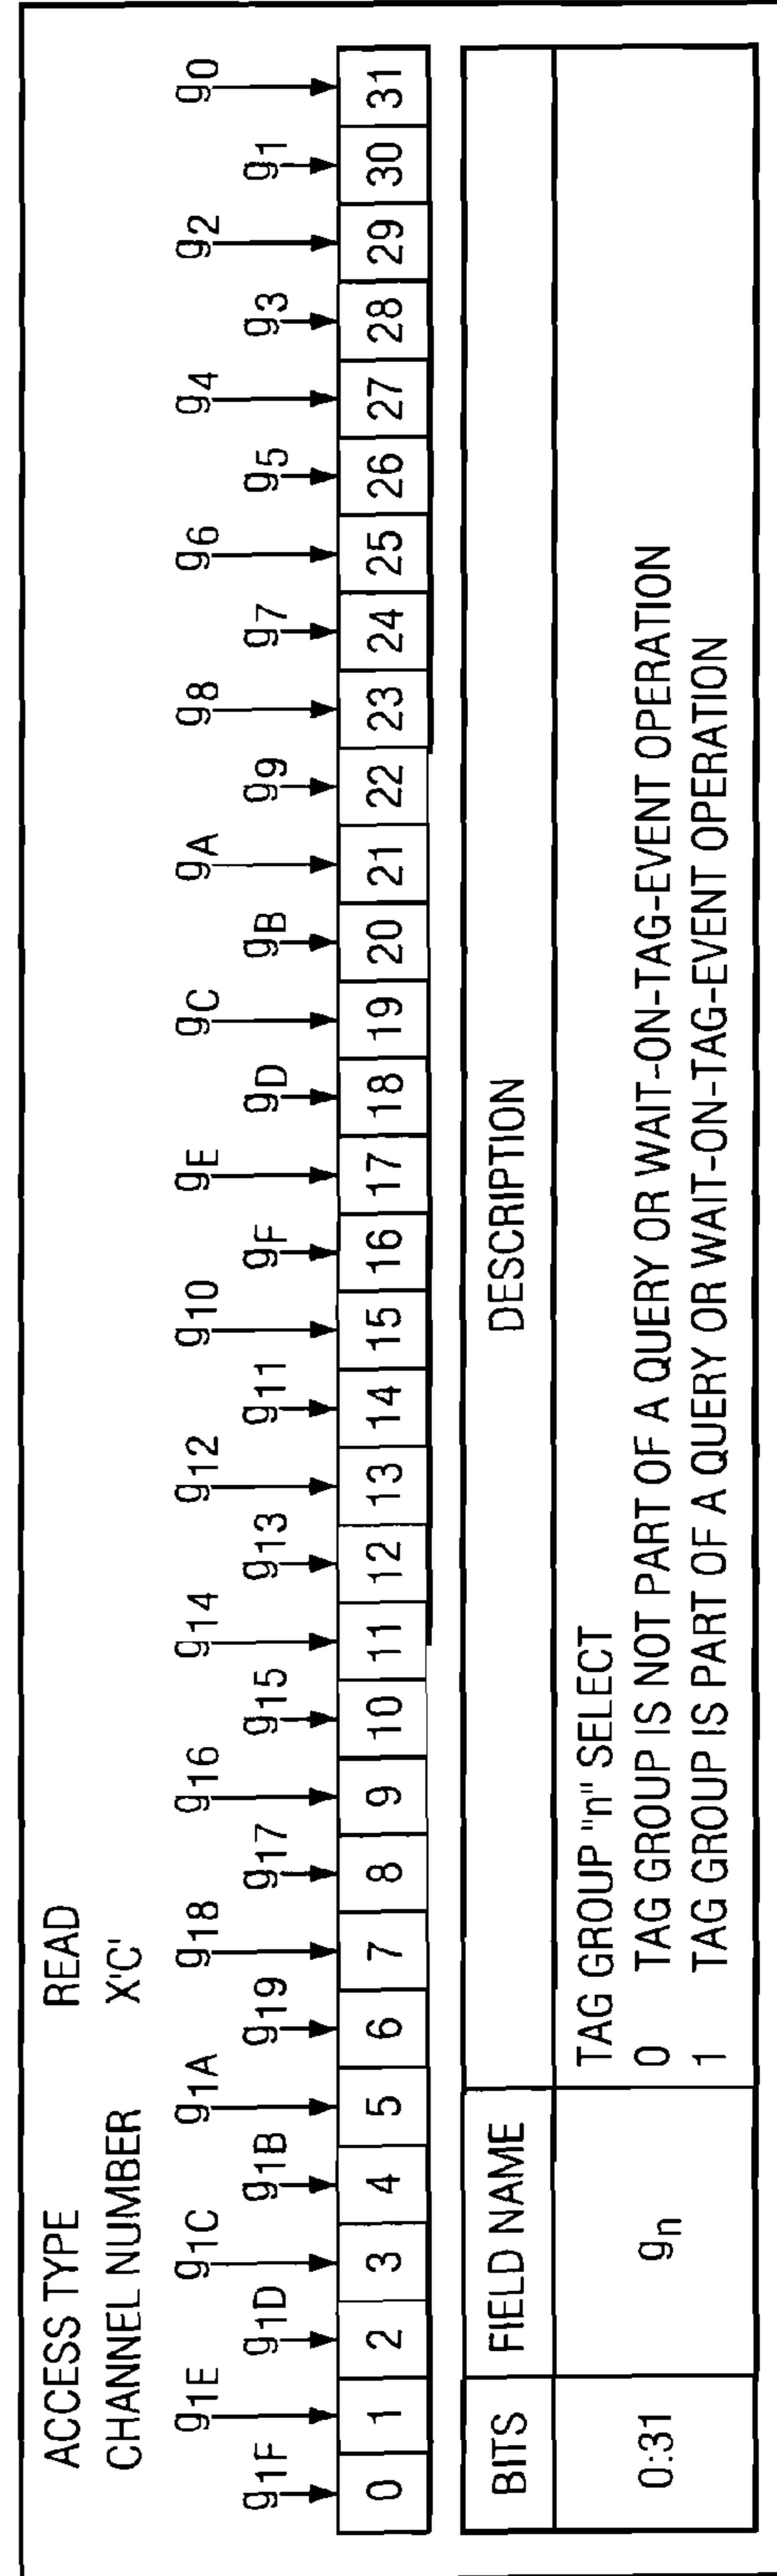 ACCESS TYPE READ
CHANNEL NUMBER X'C'
g1F g1E g1D g1C g1B g1A g19 g18 g17 g16 g15 g14 g13 g12 g11 g10 gF gE gD gC gB gA g9 g8 g7 g6 g5 g4 g3 g2 g1 g0
0 1 2 3 4 5 6 7 8 9 10 11 12 13 14 15 16 17 18 19 20 21 22 23 24 25 26 27 28 29 30 31
BITS FIELD NAME DESCRIPTION
0:31 gn TAG GROUP "n" SELECT
0 TAG GROUP IS NOT PART OF A QUERY OR WAIT-ON-TAG-EVENT OPERATION
1 TAG GROUP IS PART OF A QUERY OR WAIT-ON-TAG-EVENT OPERATION